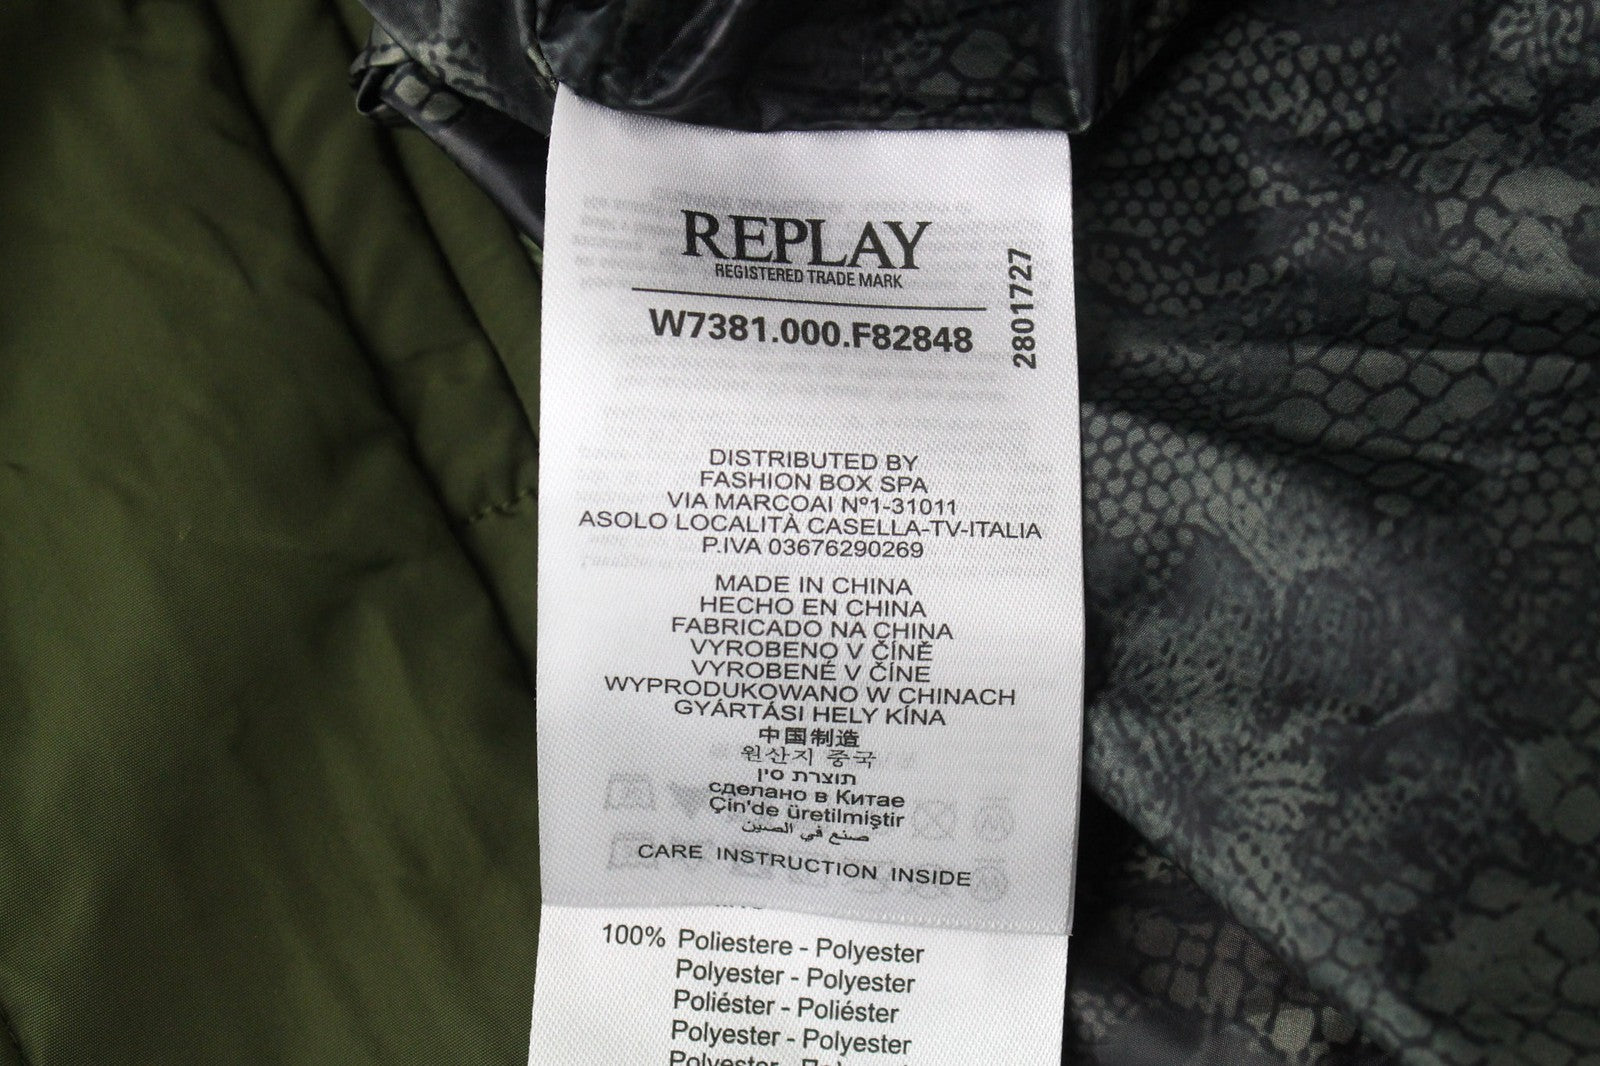 REPLAY
REGISTERED TRADE MARK
W7381.000.F82848
2801727
DISTRIBUTED BY
FASHION BOX SPA
VIA MARCOAI Nº1-31011
ASOLO LOCALITÀ CASELLA-TV-ITALIA
P.IVA 03676290269
MADE IN CHINA
HECHO EN CHINA
FABRICADO NA CHINA
VYROBENO V ČÍNĚ
VYROBENÉ V ČÍNE
WYPRODUKOWANO W CHINACH
GYÁRTÁSI HELY KÍNA
中国制造
원산지 중국
תוצרת סין
сделано в Китае
Çin'de üretilmiştir
صنع في الصين
CARE INSTRUCTION INSIDE
100% Poliestere - Polyester
Polyester - Polyester
Poliéster - Poliéster
Polyester - Polyester
Polyester